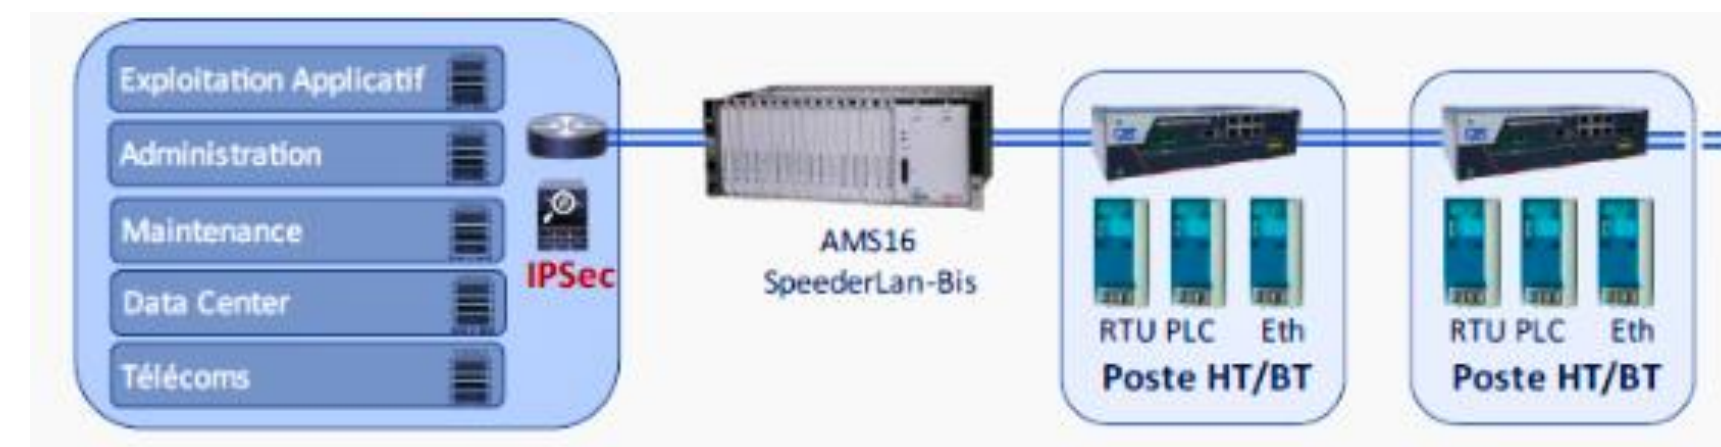 Exploitation Applicatif
Administration
Maintenance
Data Center
Télécoms
IPSec
AMS16
SpeederLan-Bis
RTU PLC Eth
Poste HT/BT
RTU PLC Eth
Poste HT/BT